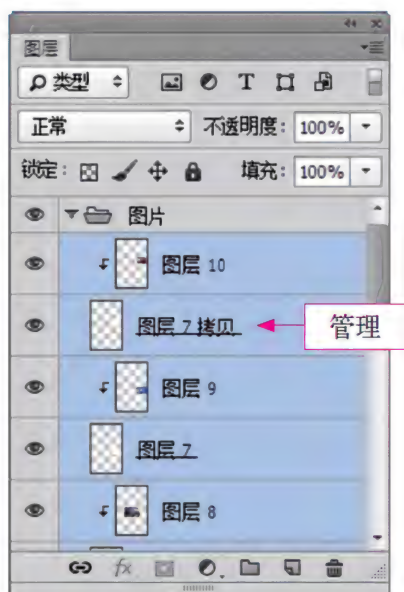 图层
类型
正常 不透明度: 100%
锁定: 填充: 100%
图片
图层 10
图层 7 拷贝
管理
图层 9
图层 7
图层 8
fx